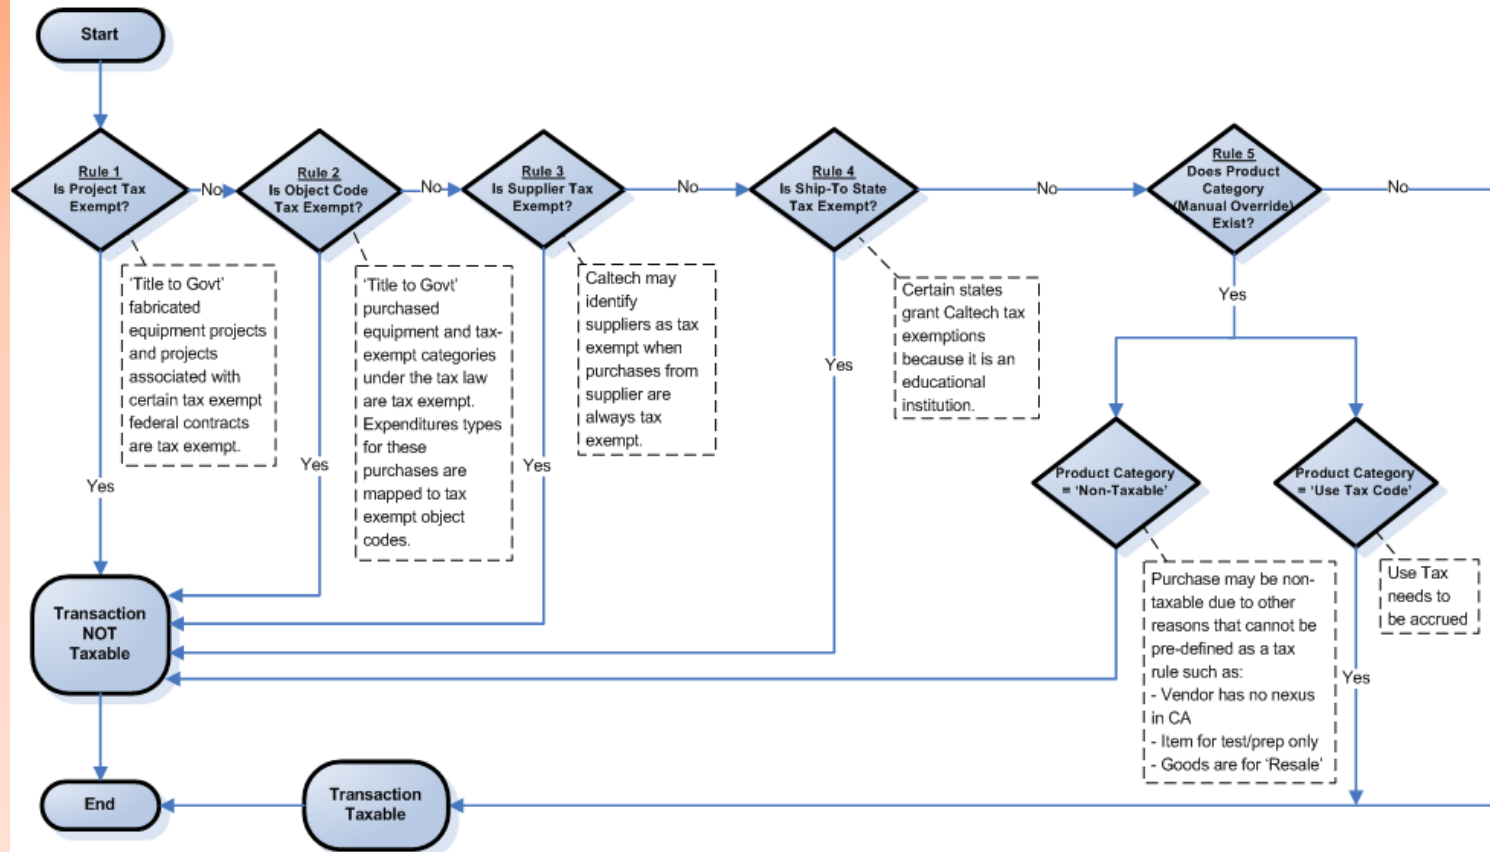 Start
Rule 1
Is Project Tax
Exempt?
No
Rule 2
Is Object Code
Tax Exempt?
No
Rule 3
Is Supplier Tax
Exempt?
No
Rule 4
Is Ship-To State
Tax Exempt?
No
Rule 5
Does Product
Category
(Manual Override)
Exist?
No
'Title to Govt'
fabricated
equipment projects
and projects
associated with
certain tax exempt
federal contracts
are tax exempt.
'Title to Govt'
purchased
equipment and tax-
exempt categories
under the tax law
are tax exempt.
Expenditures types
for these
purchases are
mapped to tax
exempt object
codes.
Caltech may
identify
suppliers as tax
exempt when
purchases from
supplier are
always tax
exempt.
Certain states
grant Caltech tax
exemptions
because it is an
educational
institution.
Yes
Yes
Yes
Yes
Yes
Product Category
= 'Non-Taxable'
Product Category
= 'Use Tax Code'
Purchase may be non-
taxable due to other
reasons that cannot be
pre-defined as a tax
rule such as:
- Vendor has no nexus
in CA
- Item for test/prep only
- Goods are for 'Resale'
Use Tax
needs to
be accrued
Yes
Transaction
NOT
Taxable
End
Transaction
Taxable